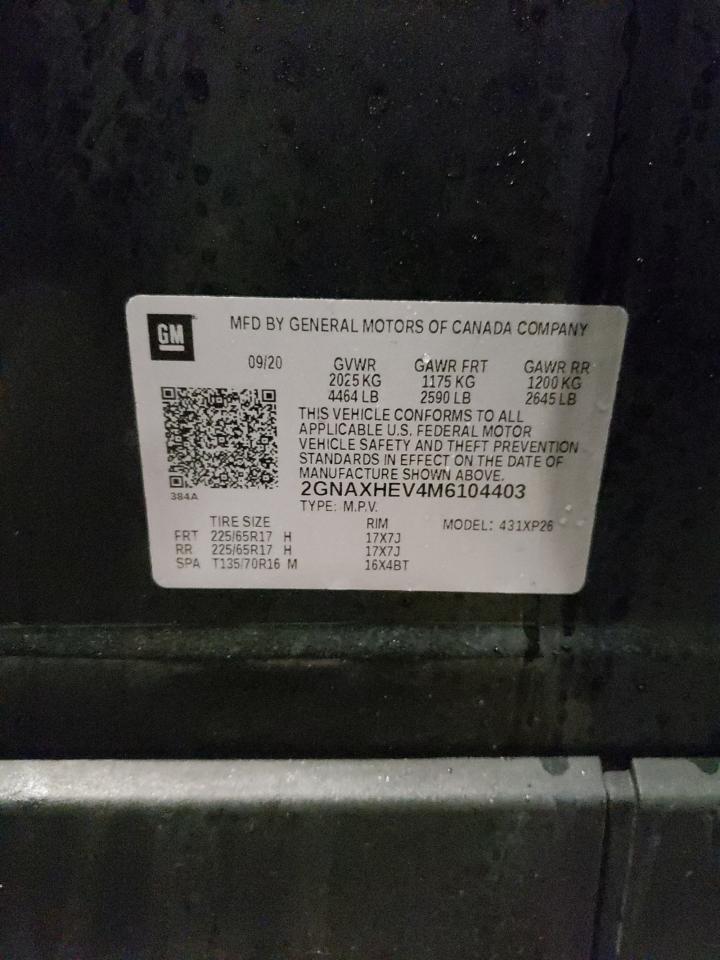 GM
MFD BY GENERAL MOTORS OF CANADA COMPANY
09/20 GVWR GAWR FRT GAWR RR
2025 KG 1175 KG 1200 KG
4464 LB 2590 LB 2645 LB
THIS VEHICLE CONFORMS TO ALL
APPLICABLE U.S. FEDERAL MOTOR
VEHICLE SAFETY AND THEFT PREVENTION
STANDARDS IN EFFECT ON THE DATE OF
MANUFACTURE SHOWN ABOVE.
384A
2GNAXHEV4M6104403
TYPE: M.P.V.
TIRE SIZE RIM MODEL: 431XP26
FRT 225/65R17 H 17X7J
RR 225/65R17 H 17X7J
SPA T135/70R16 M 16X4BT